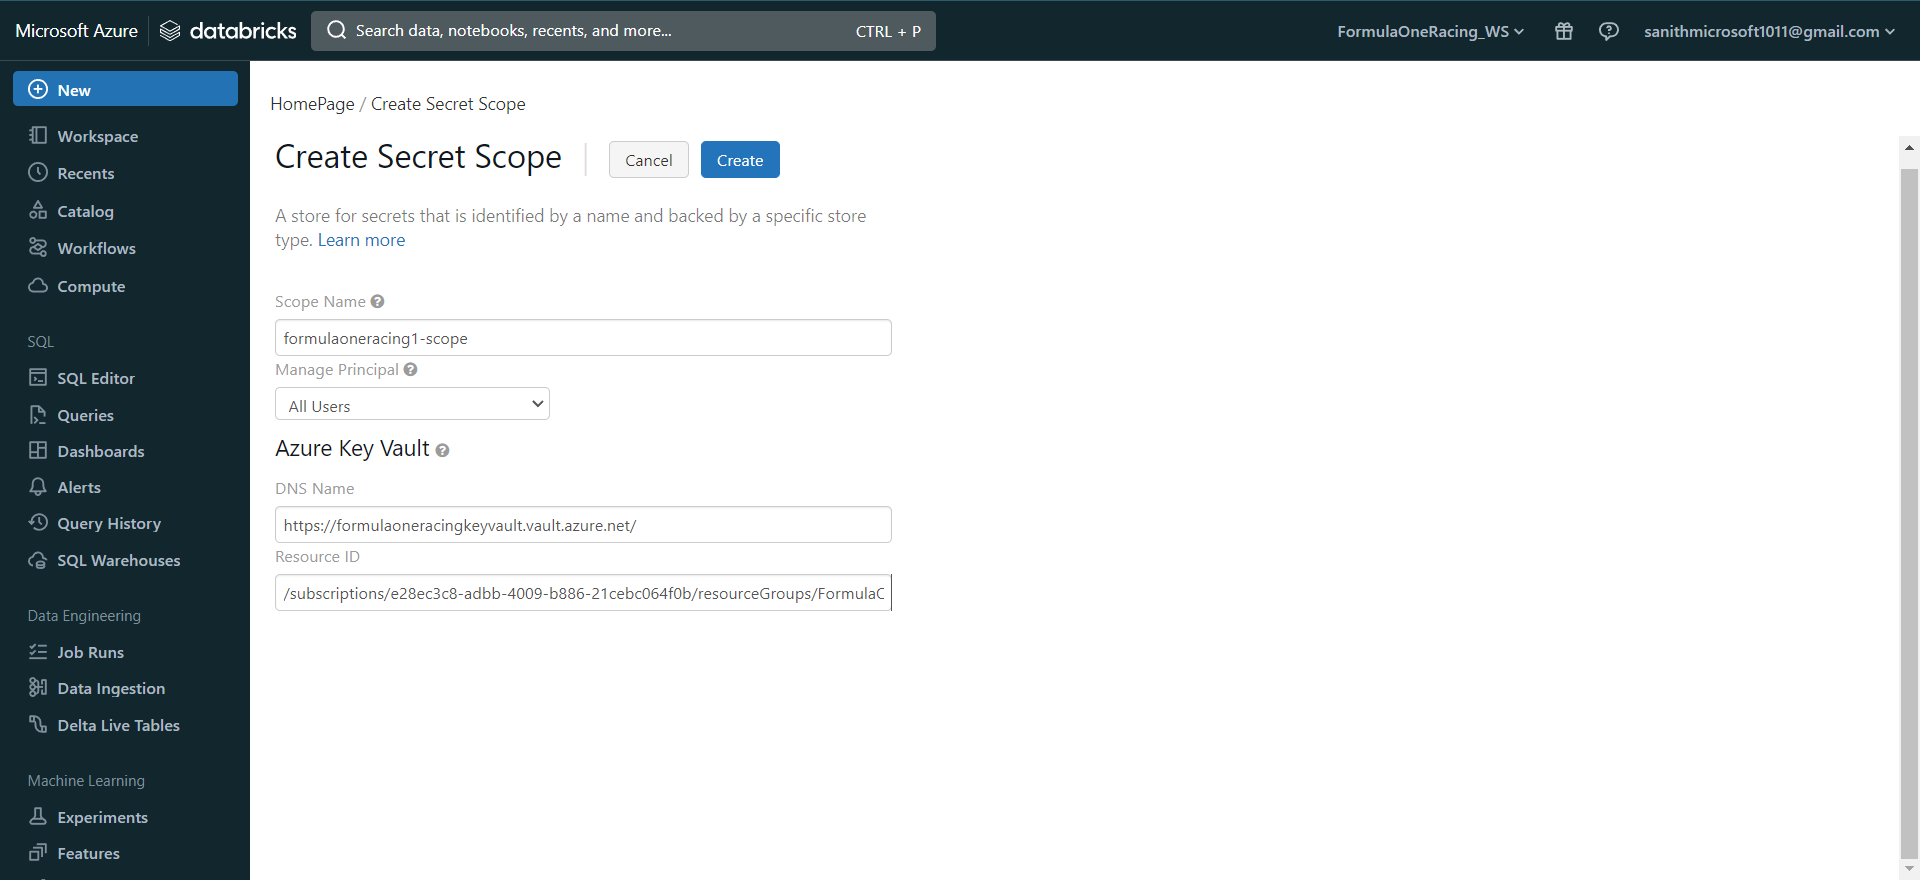 Microsoft Azure
databricks
Search data, notebooks, recents, and more...
CTRL + P
FormulaOneRacing_WS
sanithmicrosoft1011@gmail.com
New
Workspace
Recents
Catalog
Workflows
Compute
SQL
SQL Editor
Queries
Dashboards
Alerts
Query History
SQL Warehouses
Data Engineering
Job Runs
Data Ingestion
Delta Live Tables
Machine Learning
Experiments
Features
HomePage / Create Secret Scope
Create Secret Scope
Cancel
Create
A store for secrets that is identified by a name and backed by a specific store
type. Learn more
Scope Name
formulaoneracing1-scope
Manage Principal
All Users
Azure Key Vault
DNS Name
https://formulaoneracingkeyvault.vault.azure.net/
Resource ID
/subscriptions/e28ec3c8-adbb-4009-b886-21cebc064f0b/resourceGroups/FormulaC